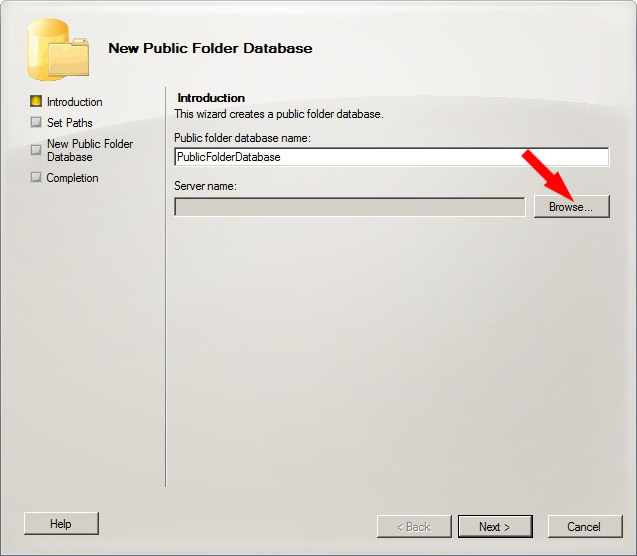 New Public Folder Database
Introduction
Set Paths
New Public Folder
Database
Completion
Introduction
This wizard creates a public folder database.
Public folder database name:
PublicFolderDatabase
Server name:
Browse...
Help
< Back
Next >
Cancel